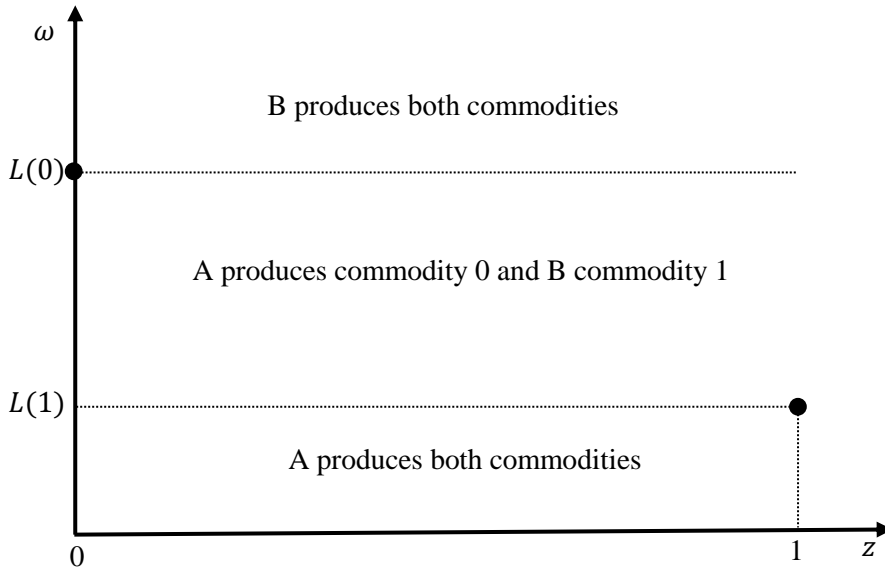 ω
B produces both commodities
L(0)
A produces commodity 0 and B commodity 1
L(1)
A produces both commodities
0
1
z